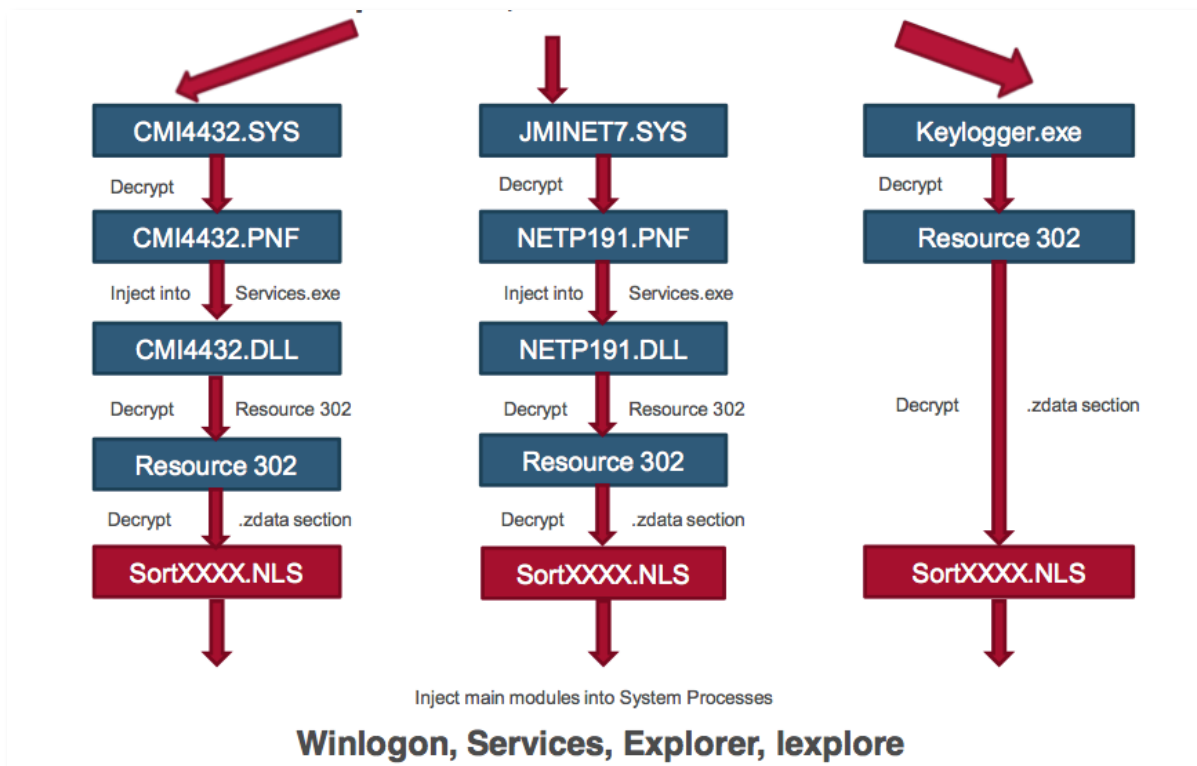 CMI4432.SYS
JMINET7.SYS
Keylogger.exe
Decrypt
Decrypt
Decrypt
CMI4432.PNF
NETP191.PNF
Resource 302
Inject into Services.exe
Inject into Services.exe
CMI4432.DLL
NETP191.DLL
Decrypt Resource 302
Decrypt Resource 302
Decrypt .zdata section
Resource 302
Resource 302
Decrypt .zdata section
Decrypt .zdata section
SortXXXX.NLS
SortXXXX.NLS
SortXXXX.NLS
Inject main modules into System Processes
Winlogon, Services, Explorer, Iexplore